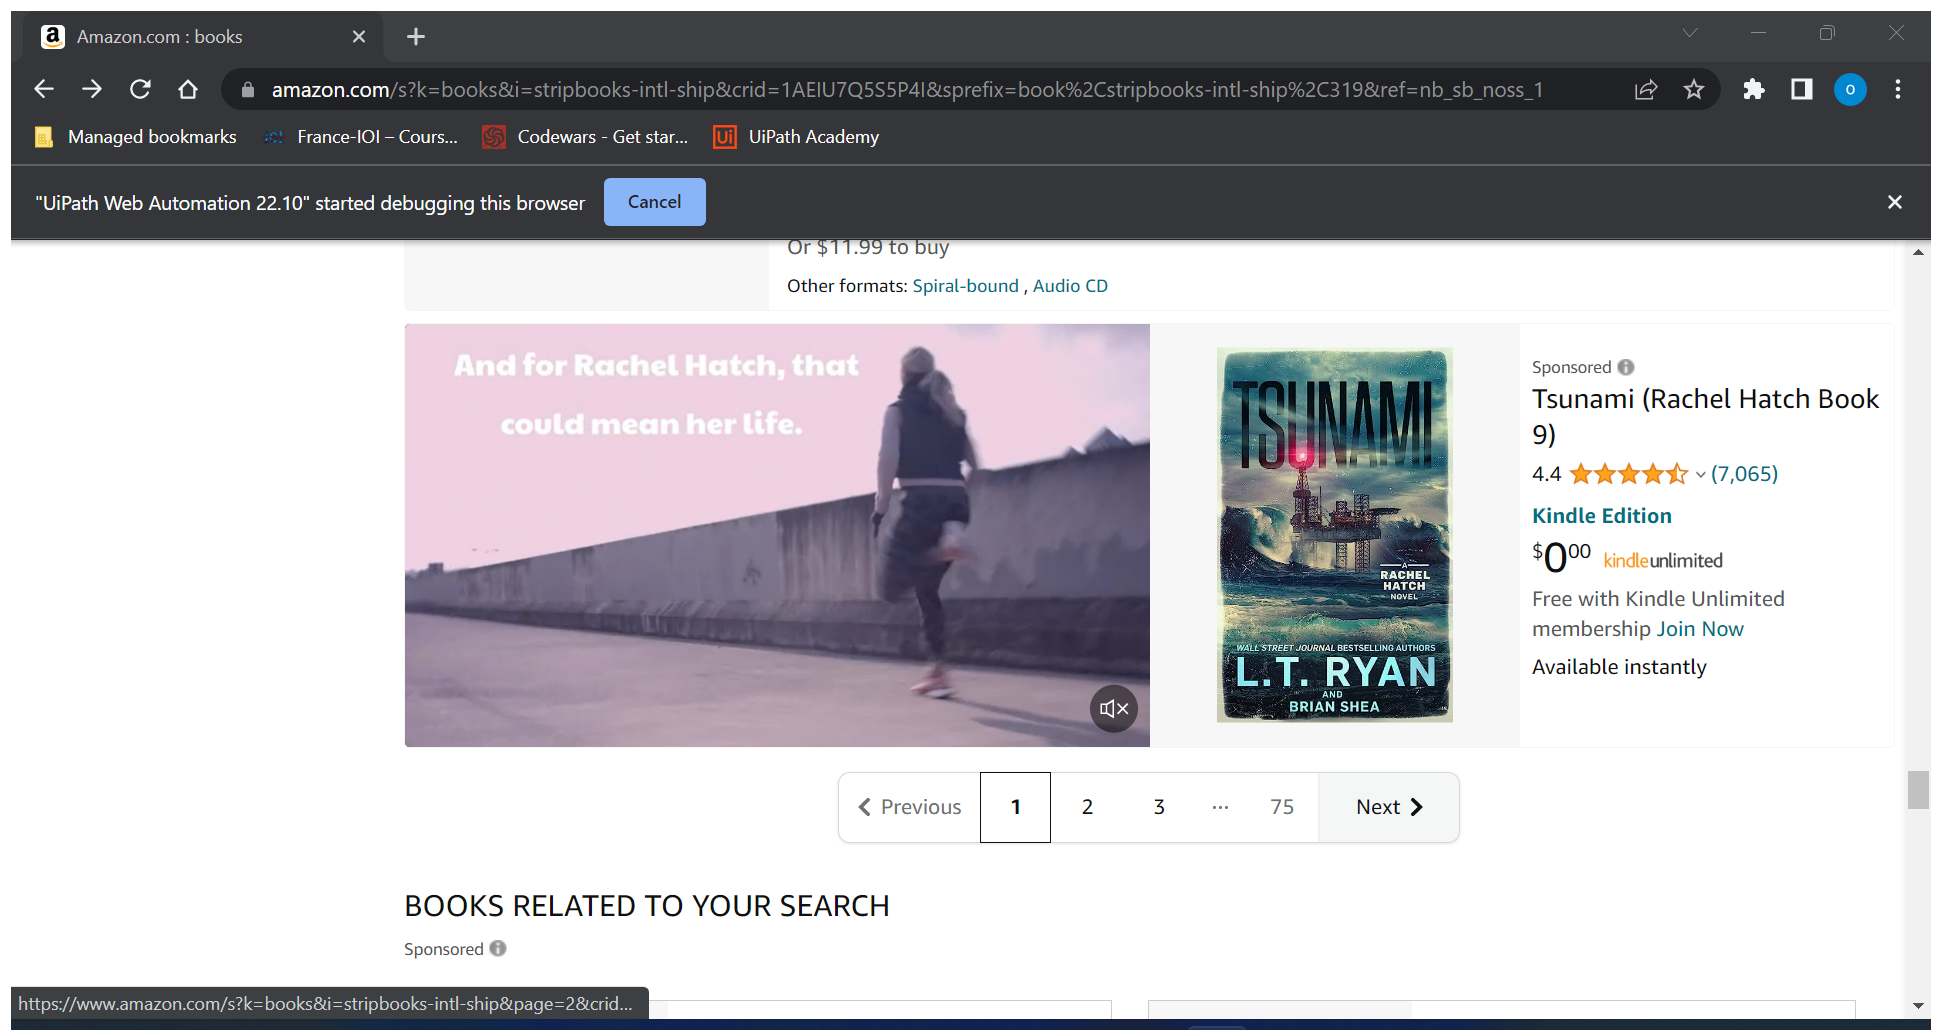 Amazon.com : books
amazon.com/s?k=books&i=stripbooks-intl-ship&crid=1AEIU7Q5S5P4I&sprefix=book%2Cstripbooks-intl-ship%2C319&ref=nb_sb_noss_1
O
Managed bookmarks
France-IOI – Cours...
Codewars - Get star...
Ui UiPath Academy
"UiPath Web Automation 22.10" started debugging this browser
Cancel
Or $11.99 to buy
Other formats: Spiral-bound , Audio CD
And for Rachel Hatch, that
could mean her life.
TSUNAMI
A
RACHEL
HATCH
NOVEL
WALL STREET JOURNAL BESTSELLING AUTHORS
L.T. RYAN
AND
BRIAN SHEA
Sponsored
Tsunami (Rachel Hatch Book
9)
4.4 (7,065)
Kindle Edition
$000 kindleunlimited
Free with Kindle Unlimited
membership Join Now
Available instantly
Previous 1 2 3 ... 75 Next
BOOKS RELATED TO YOUR SEARCH
Sponsored
https://www.amazon.com/s?k=books&i=stripbooks-intl-ship&page=2&crid...